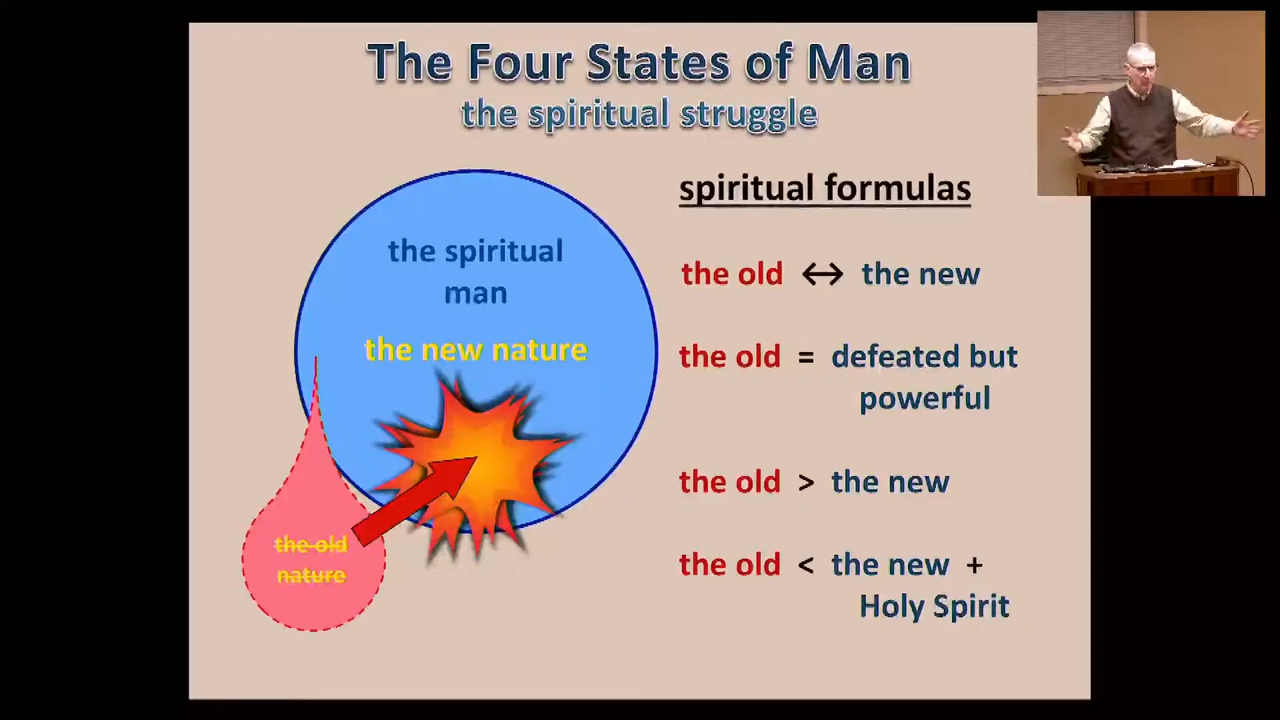 The Four States of Man
the spiritual struggle
the spiritual
man
the new nature
the old
nature
spiritual formulas
the old ↔ the new
the old = defeated but
powerful
the old > the new
the old < the new +
Holy Spirit